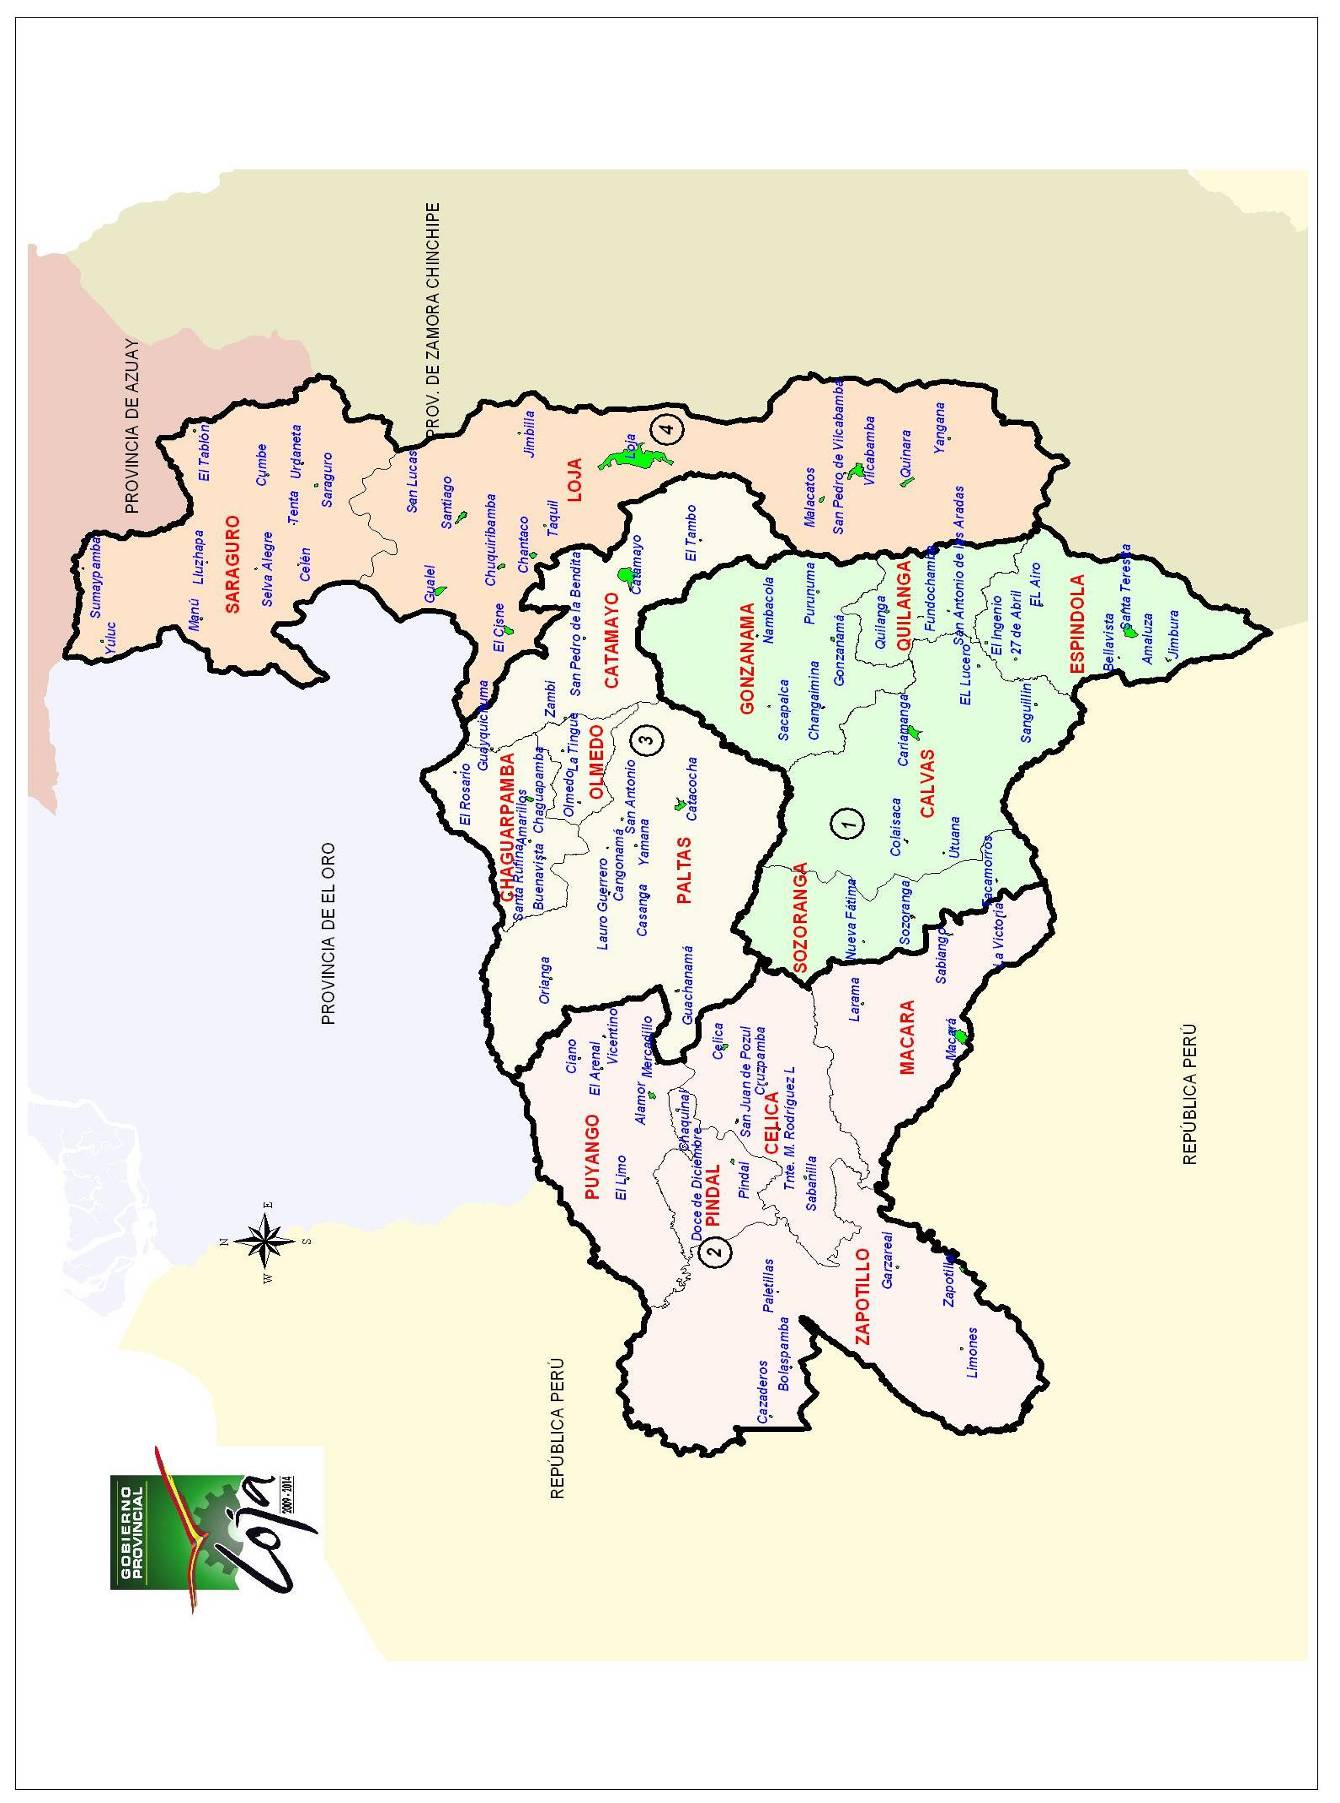 GOBIERNO
PROVINCIAL
Loja
2009 - 2014
N
E
S
W
PROVINCIA DE AZUAY
PROV. DE ZAMORA CHINCHIPE
PROVINCIA DE EL ORO
REPÚBLICA PERÚ
REPÚBLICA PERÚ
SARAGURO
Sumaypamba
Yuluc
El Tablón
Lluzhapa
Manú
Cumbe
Selva Alegre
Urdaneta
Tenta
Celén
Saraguro
LOJA
4
San Lucas
Santiago
Gualel
Jimbilla
Chuquiribamba
Chantaco
Taquil
El Cisne
Loja
Malacatos
San Pedro de Vilcabamba
Vilcabamba
Quinara
Yangana
CATAMAYO
Guayquichuma
Zambi
San Pedro de la Bendita
Catamayo
El Tambo
CHAGUARPAMBA
El Rosario
Santa Rufina
Amarillos
Buenavista
Chaguapamba
OLMEDO
Olmedo
La Tingue
3
PALTAS
Orianga
Lauro Guerrero
Cangonamá
San Antonio
Casanga
Yamana
Catacocha
Guachanamá
GONZANAMA
Nambacola
Purunuma
Sacapalca
Changaimina
Gonzanamá
QUILANGA
Quilanga
Fundochamba
San Antonio de las Aradas
CALVAS
1
Cariamanga
Colaisaca
Utuana
EL Lucero
Sanguillín
ESPINDOLA
El Ingenio
27 de Abril
EL Airo
Bellavista
Santa Teresita
Amaluza
Jimbura
SOZORANGA
Nueva Fátima
Sozoranga
Tacamorros
MACARA
Larama
Sabiango
La Victoria
Macará
PUYANGO
Ciano
El Arenal
Vicentino
Mercadillo
Alamor
El Limo
CELICA
Celica
San Juan de Pozul
Cruzpamba
Tnte. M. Rodríguez L
Sabanilla
PINDAL
Chaquinal
Doce de Diciembre
Pindal
2
ZAPOTILLO
Paletillas
Bolaspamba
Cazaderos
Garzareal
Zapotillo
Limones